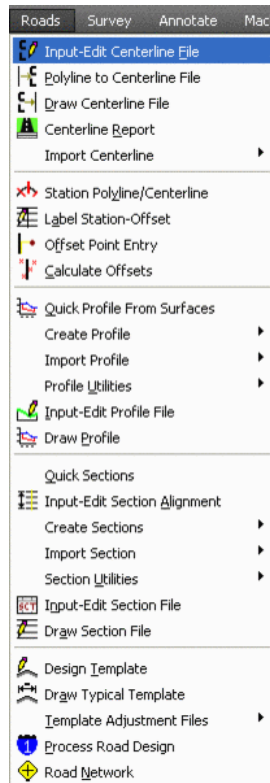 Roads Survey Annotate
Input-Edit Centerline File
Polyline to Centerline File
Draw Centerline File
Centerline Report
Import Centerline
Station Polyline/Centerline
Label Station-Offset
Offset Point Entry
Calculate Offsets
Quick Profile From Surfaces
Create Profile
Import Profile
Profile Utilities
Input-Edit Profile File
Draw Profile
Quick Sections
Input-Edit Section Alignment
Create Sections
Import Section
Section Utilities
SCT Input-Edit Section File
Draw Section File
Design Template
Draw Typical Template
Template Adjustment Files
1 Process Road Design
Road Network